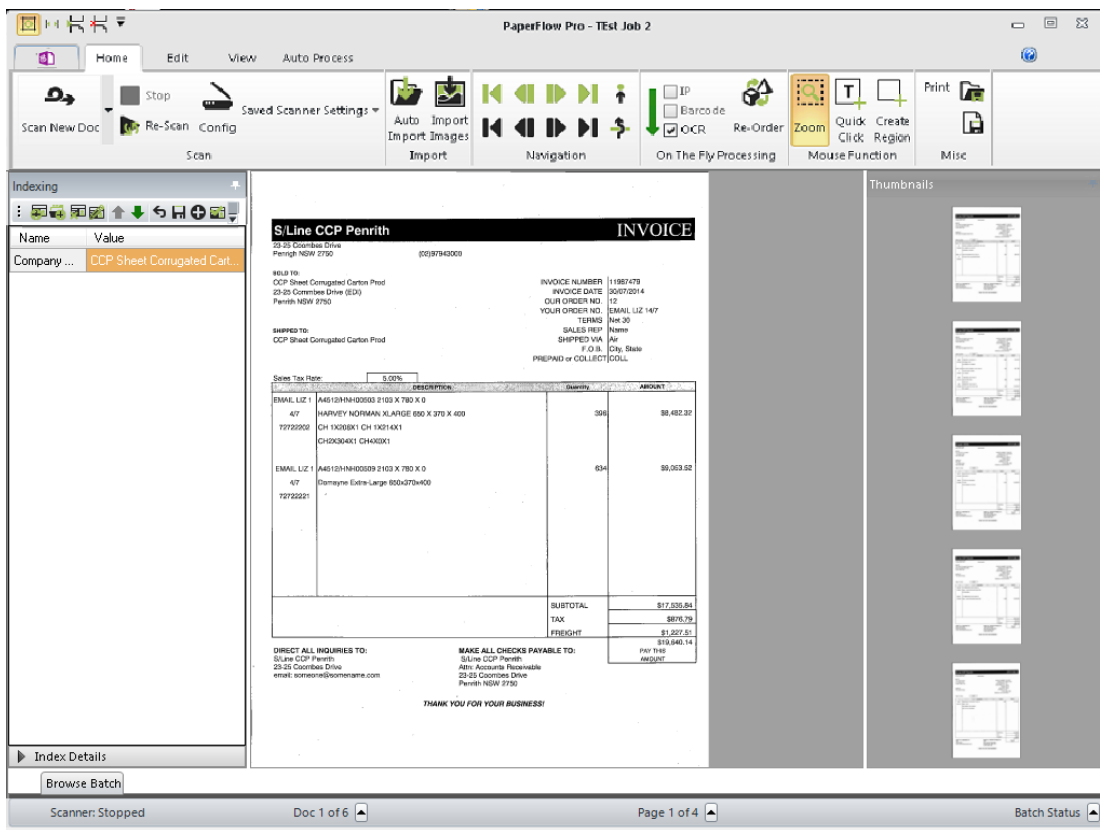 PaperFlow Pro - TEst Job 2
Home Edit View Auto Process
Scan New Doc
Stop
Re-Scan
Config
Saved Scanner Settings
Scan
Auto Import
Import Images
Import
Navigation
IP
Barcode
OCR
Re-Order
On The Fly Processing
Zoom
Quick Click
Create Region
Mouse Function
Print
Misc
Indexing
Name Value
Company ... CCP Sheet Corrugated Cart...
Index Details
Browse Batch
S/Line CCP Penrith INVOICE
23-25 Coombes Drive
Penrigh NSW 2750 (02)97943000
SOLD TO:
CCP Sheet Corrugated Carton Prod
23-25 Commbes Drive (EDI)
Penrith NSW 2750
SHIPPED TO:
CCP Sheet Corrugated Carton Prod
INVOICE NUMBER 11987479
INVOICE DATE 30/07/2014
OUR ORDER NO. 12
YOUR ORDER NO. EMAIL LIZ 14/7
TERMS Net 30
SALES REP Name
SHIPPED VIA Air
F.O.B. City, State
PREPAID or COLLECT COLL
Sales Tax Rate: 5.00%
DESCRIPTION Quantity AMOUNT
EMAIL LIZ 1 A4512/HNH00503 2103 X 780 X 0
4/7 HARVEY NORMAN XLARGE 650 X 370 X 400 396 $8,482.32
72722202 CH 1X208X1 CH 1X214X1
CH2X304X1 CH4X0X1
EMAIL LIZ 1 A4512/HNH00509 2103 X 780 X 0 634 $9,053.52
4/7 Domayne Extra-Large 650x370x400
72722221
SUBTOTAL $17,535.84
TAX $876.79
FREIGHT $1,227.51
$19,640.14
PAY THIS
AMOUNT
DIRECT ALL INQUIRIES TO:
S/Line CCP Penrith
23-25 Coombes Drive
email: someone@somename.com
MAKE ALL CHECKS PAYABLE TO:
S/Line CCP Penrith
Attn: Accounts Receivable
23-25 Coombes Drive
Penrith NSW 2750
THANK YOU FOR YOUR BUSINESS!
Thumbnails
Scanner: Stopped Doc 1 of 6 Page 1 of 4 Batch Status